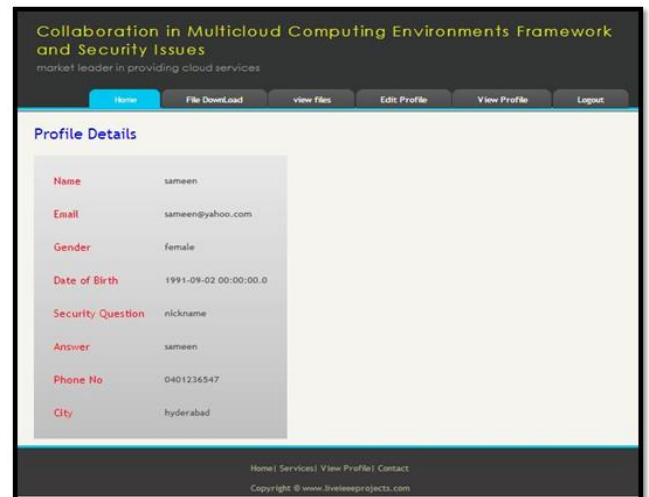 Collaboration in Multicloud Computing Environments Framework
and Security Issues
market leader in providing cloud services
Home File DownLoad view files Edit Profile View Profile Logout
Profile Details
Name sameen
Email sameen@yahoo.com
Gender female
Date of Birth 1991-09-02 00:00:00.0
Security Question nickname
Answer sameen
Phone No 0401236547
City hyderabad
Home| Services| View Profile| Contact
Copyright © www.liveieeeprojects.com